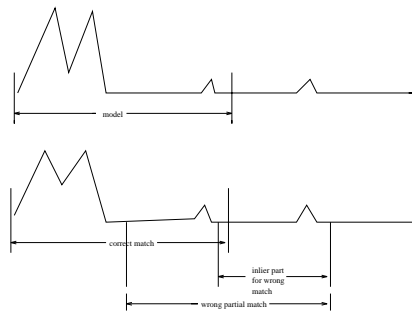 model
correct match
inlier part
for wrong
match
wrong partial match